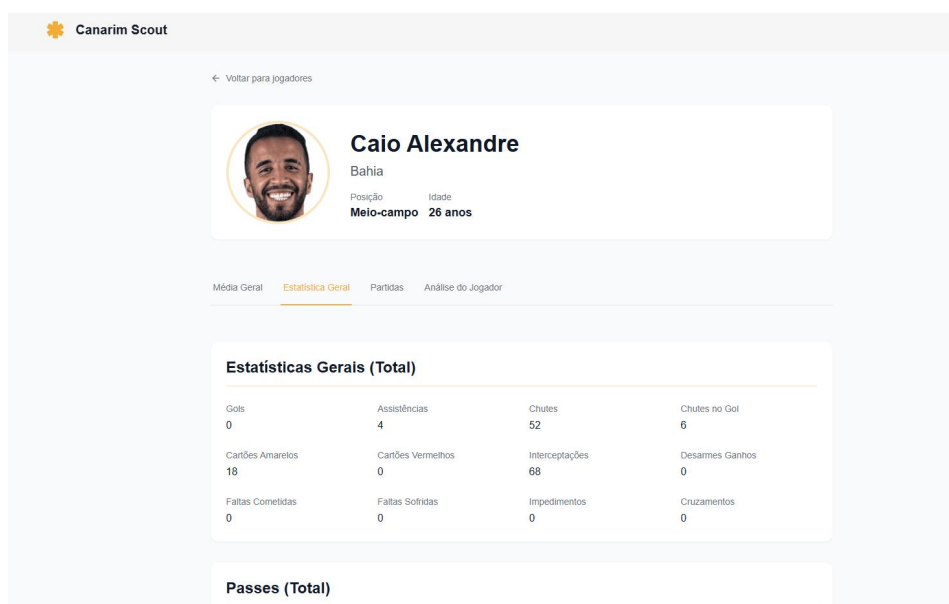 Canarim Scout
← Voltar para jogadores
Caio Alexandre
Bahia
Posição Idade
Meio-campo 26 anos
Média Geral Estatística Geral Partidas Análise do Jogador
Estatísticas Gerais (Total)
Gols Assistências Chutes Chutes no Gol
0 4 52 6
Cartões Amarelos Cartões Vermelhos Interceptações Desarmes Ganhos
18 0 68 0
Faltas Cometidas Faltas Sofridas Impedimentos Cruzamentos
0 0 0 0
Passes (Total)